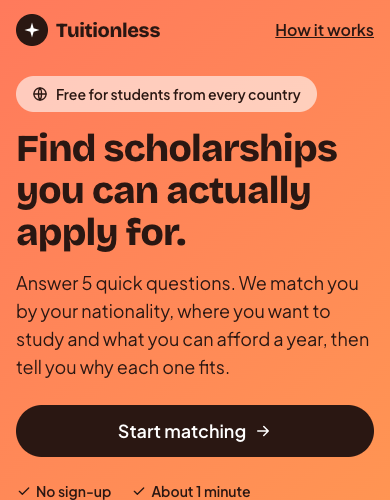 Tuitionless
How it works
Free for students from every country
Find scholarships
you can actually
apply for.
Answer 5 quick questions. We match you
by your nationality, where you want to
study and what you can afford a year, then
tell you why each one fits.
Start matching →
✓ No sign-up
✓ About 1 minute